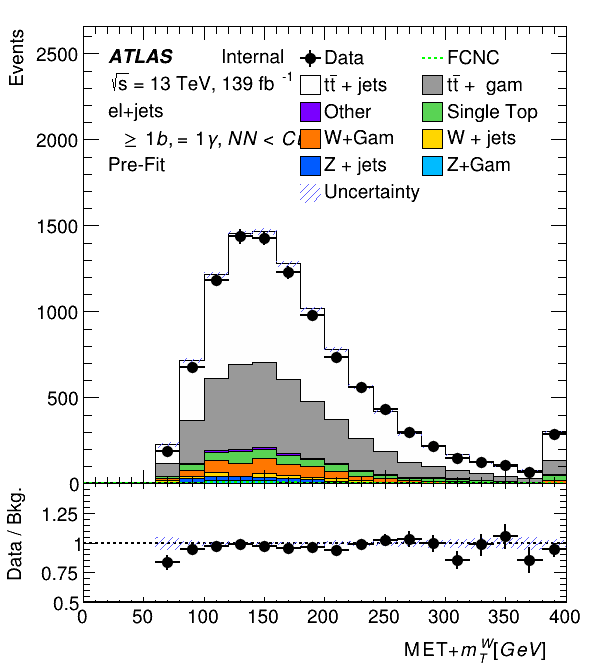 Events
2500
2000
1500
1000
500
0
ATLAS Internal
√s = 13 TeV, 139 fb⁻¹
el+jets
≥ 1b, = 1γ, NN <
Pre-Fit
Data
FCNC
tt̄ + jets
tt̄ + gam
Other
Single Top
W+Gam
W + jets
Z + jets
Z+Gam
Uncertainty
Data / Bkg.
1.25
1
0.75
0.5
0 50 100 150 200 250 300 350 400
MET+m_T^W[GeV]